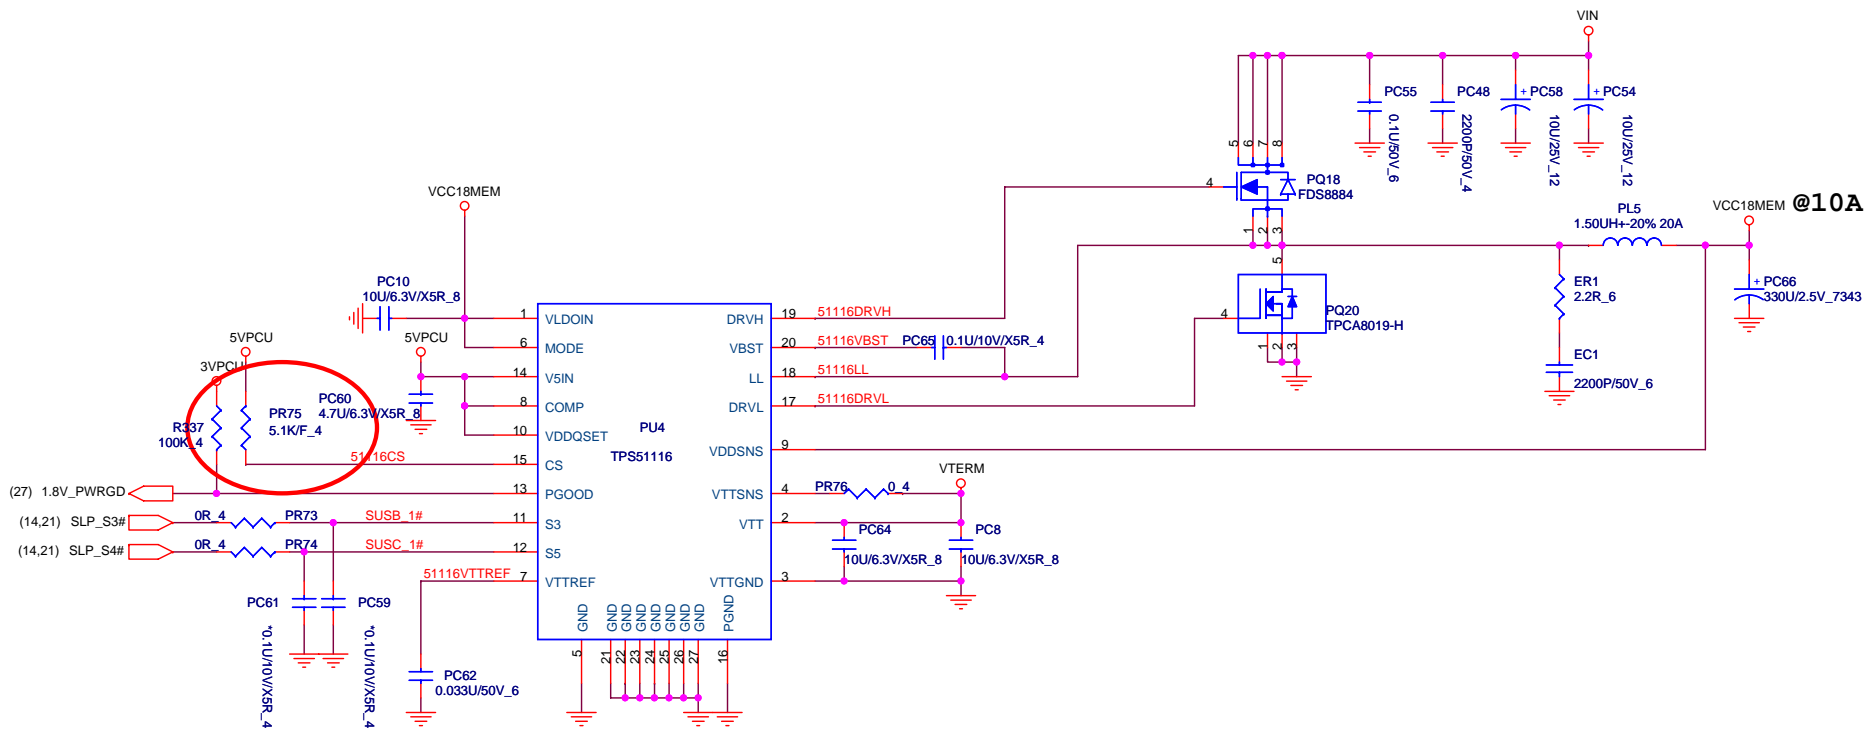 VIN
PC55
0.1U/50V_6
PC48
2200P/50V_4
+ PC58
10U/25V_12
+ PC54
10U/25V_12
5
6
7
8
4
PQ18
FDS8884
1
2
3
VCC18MEM
VCC18MEM @10A
PL5
1.50UH+-20% 20A
5
4
PQ20
TPCA8019-H
1
2
3
ER1
2.2R_6
EC1
2200P/50V_6
+ PC66
330U/2.5V_7343
PC10
10U/6.3V/X5R_8
5VPCU
5VPCU
3VPCU
PC60
4.7U/6.3V/X5R_8
PR75
5.1K/F_4
R337
100K_4
51116CS
1 VLDOIN
6 MODE
14 V5IN
8 COMP
10 VDDQSET
15 CS
13 PGOOD
11 S3
12 S5
7 VTTREF
PU4
TPS51116
DRVH 19 51116DRVH
VBST 20 51116VBST
PC65 0.1U/10V/X5R_4
LL 18 51116LL
DRVL 17 51116DRVL
VDDSNS 9
VTTSNS 4
PR76 0_4
VTERM
VTT 2
VTTGND 3
PC64
10U/6.3V/X5R_8
PC8
10U/6.3V/X5R_8
(27) 1.8V_PWRGD
(14,21) SLP_S3# 0R_4 PR73 SUSB_1#
(14,21) SLP_S4# 0R_4 PR74 SUSC_1#
51116VTTREF
PC61
*0.1U/10V/X5R_4
PC59
*0.1U/10V/X5R_4
PC62
0.033U/50V_6
GND
GND
GND
GND
GND
GND
GND
GND
PGND
5
21
22
23
24
25
26
27
16